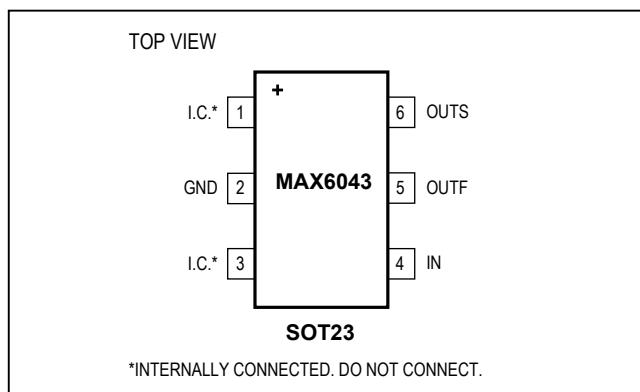 TOP VIEW
+
I.C.* 1
6 OUTS
GND 2
MAX6043
5 OUTF
I.C.* 3
4 IN
SOT23
*INTERNALLY CONNECTED. DO NOT CONNECT.